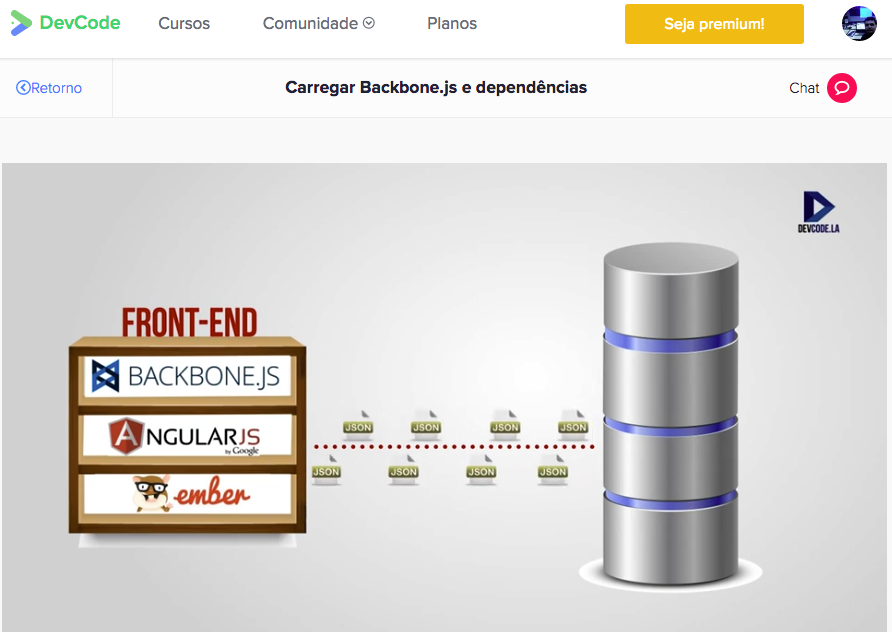 DevCode
Cursos
Comunidade
Planos
Seja premium!
Retorno
Carregar Backbone.js e dependências
Chat
DEVCODE.LA
FRONT-END
BACKBONE.JS
ANGULARJS
by Google
ember
JSON JSON JSON JSON
JSON JSON JSON JSON